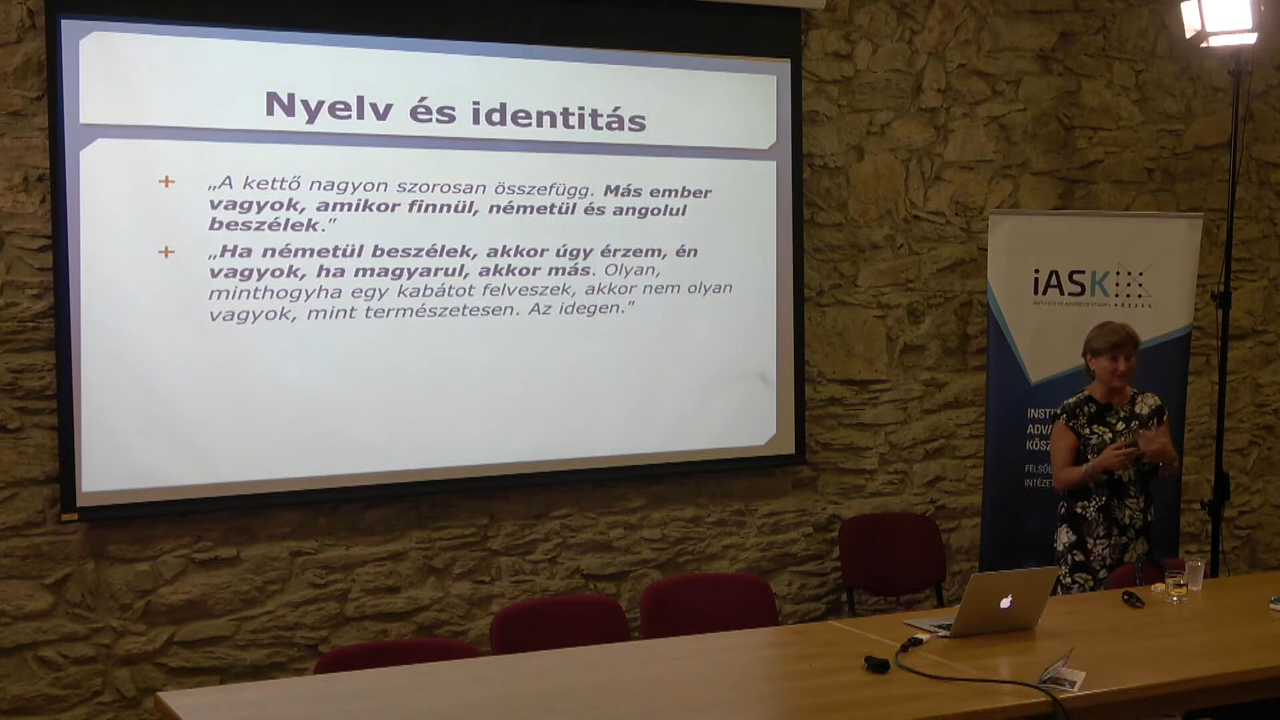 Nyelv és identitás
+ „A kettő nagyon szorosan összefügg. Más ember
vagyok, amikor finnül, németül és angolul
beszélek.”
+ „Ha németül beszélek, akkor úgy érzem, én
vagyok, ha magyarul, akkor más. Olyan,
minthogyha egy kabátot felveszek, akkor nem olyan
vagyok, mint természetesen. Az idegen.”
iASK
KŐSZEG